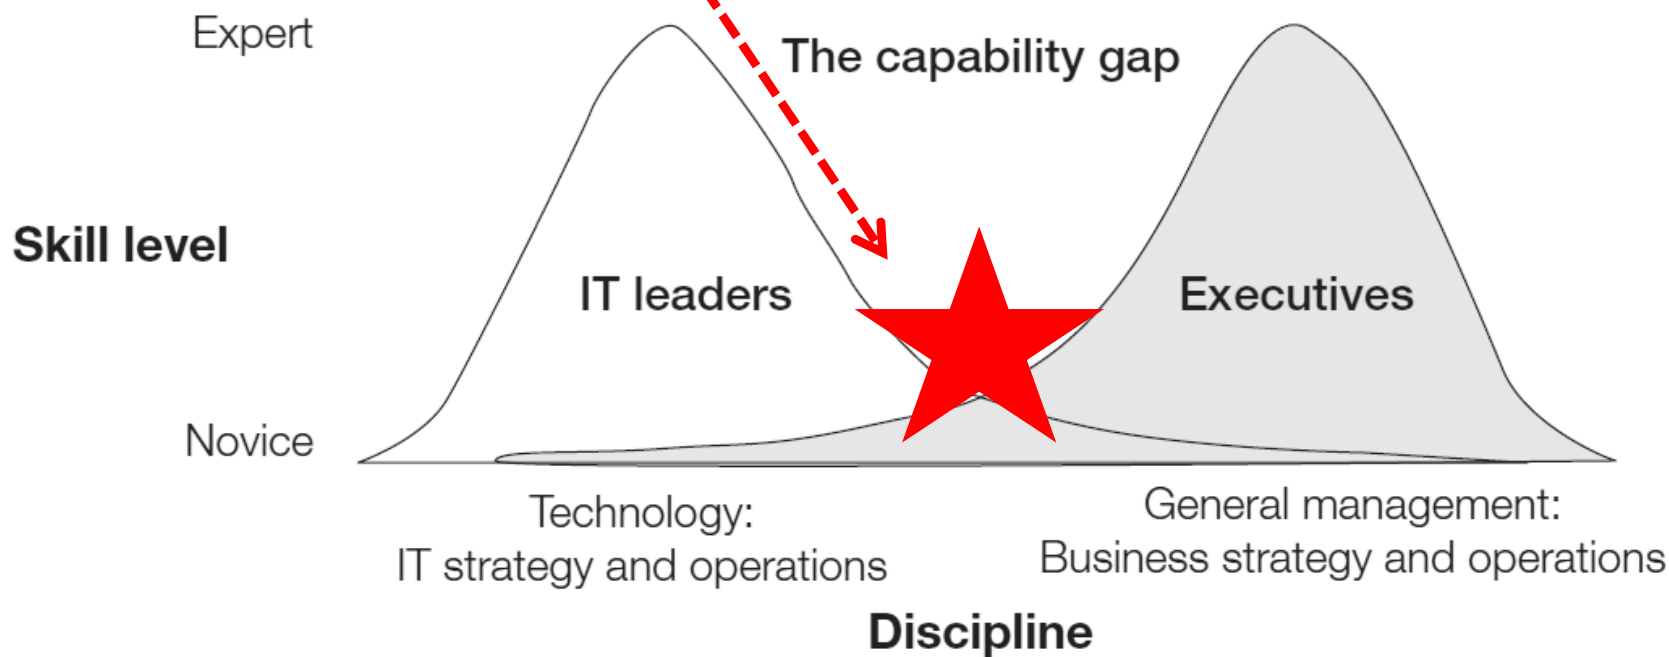 Expert
The capability gap
Skill level
IT leaders
Executives
Novice
Technology:
IT strategy and operations
General management:
Business strategy and operations
Discipline